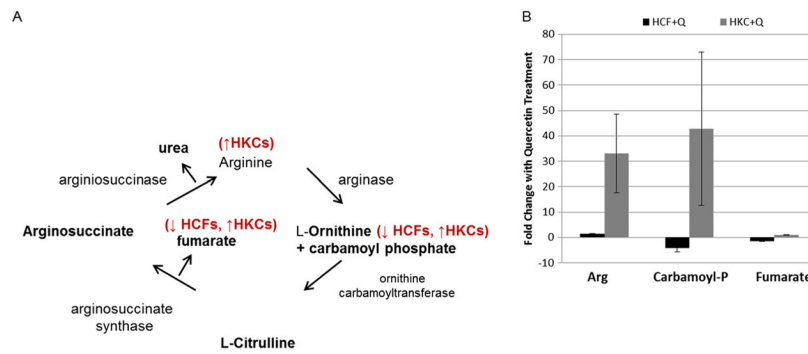 A
urea
(↑HKCs)
Arginine
arginiosuccinase
arginase
Arginosuccinate
(↓ HCFs, ↑HKCs)
fumarate
L-Ornithine (↓ HCFs, ↑HKCs)
+ carbamoyl phosphate
ornithine
carbamoyltransferase
arginosuccinate
synthase
L-Citrulline
B
HCF+Q HKC+Q
Fold Change with Quercetin Treatment
80
70
60
50
40
30
20
10
0
-10
Arg Carbamoyl-P Fumarate